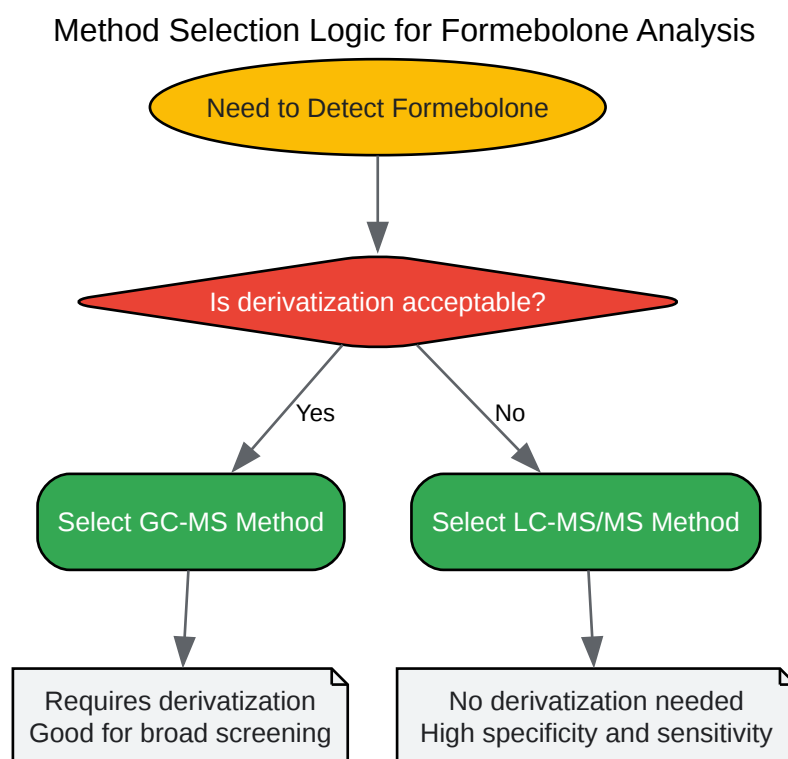 Method Selection Logic for Formebolone Analysis
Need to Detect Formebolone
Is derivatization acceptable?
Yes
No
Select GC-MS Method
Select LC-MS/MS Method
Requires derivatization
Good for broad screening
No derivatization needed
High specificity and sensitivity